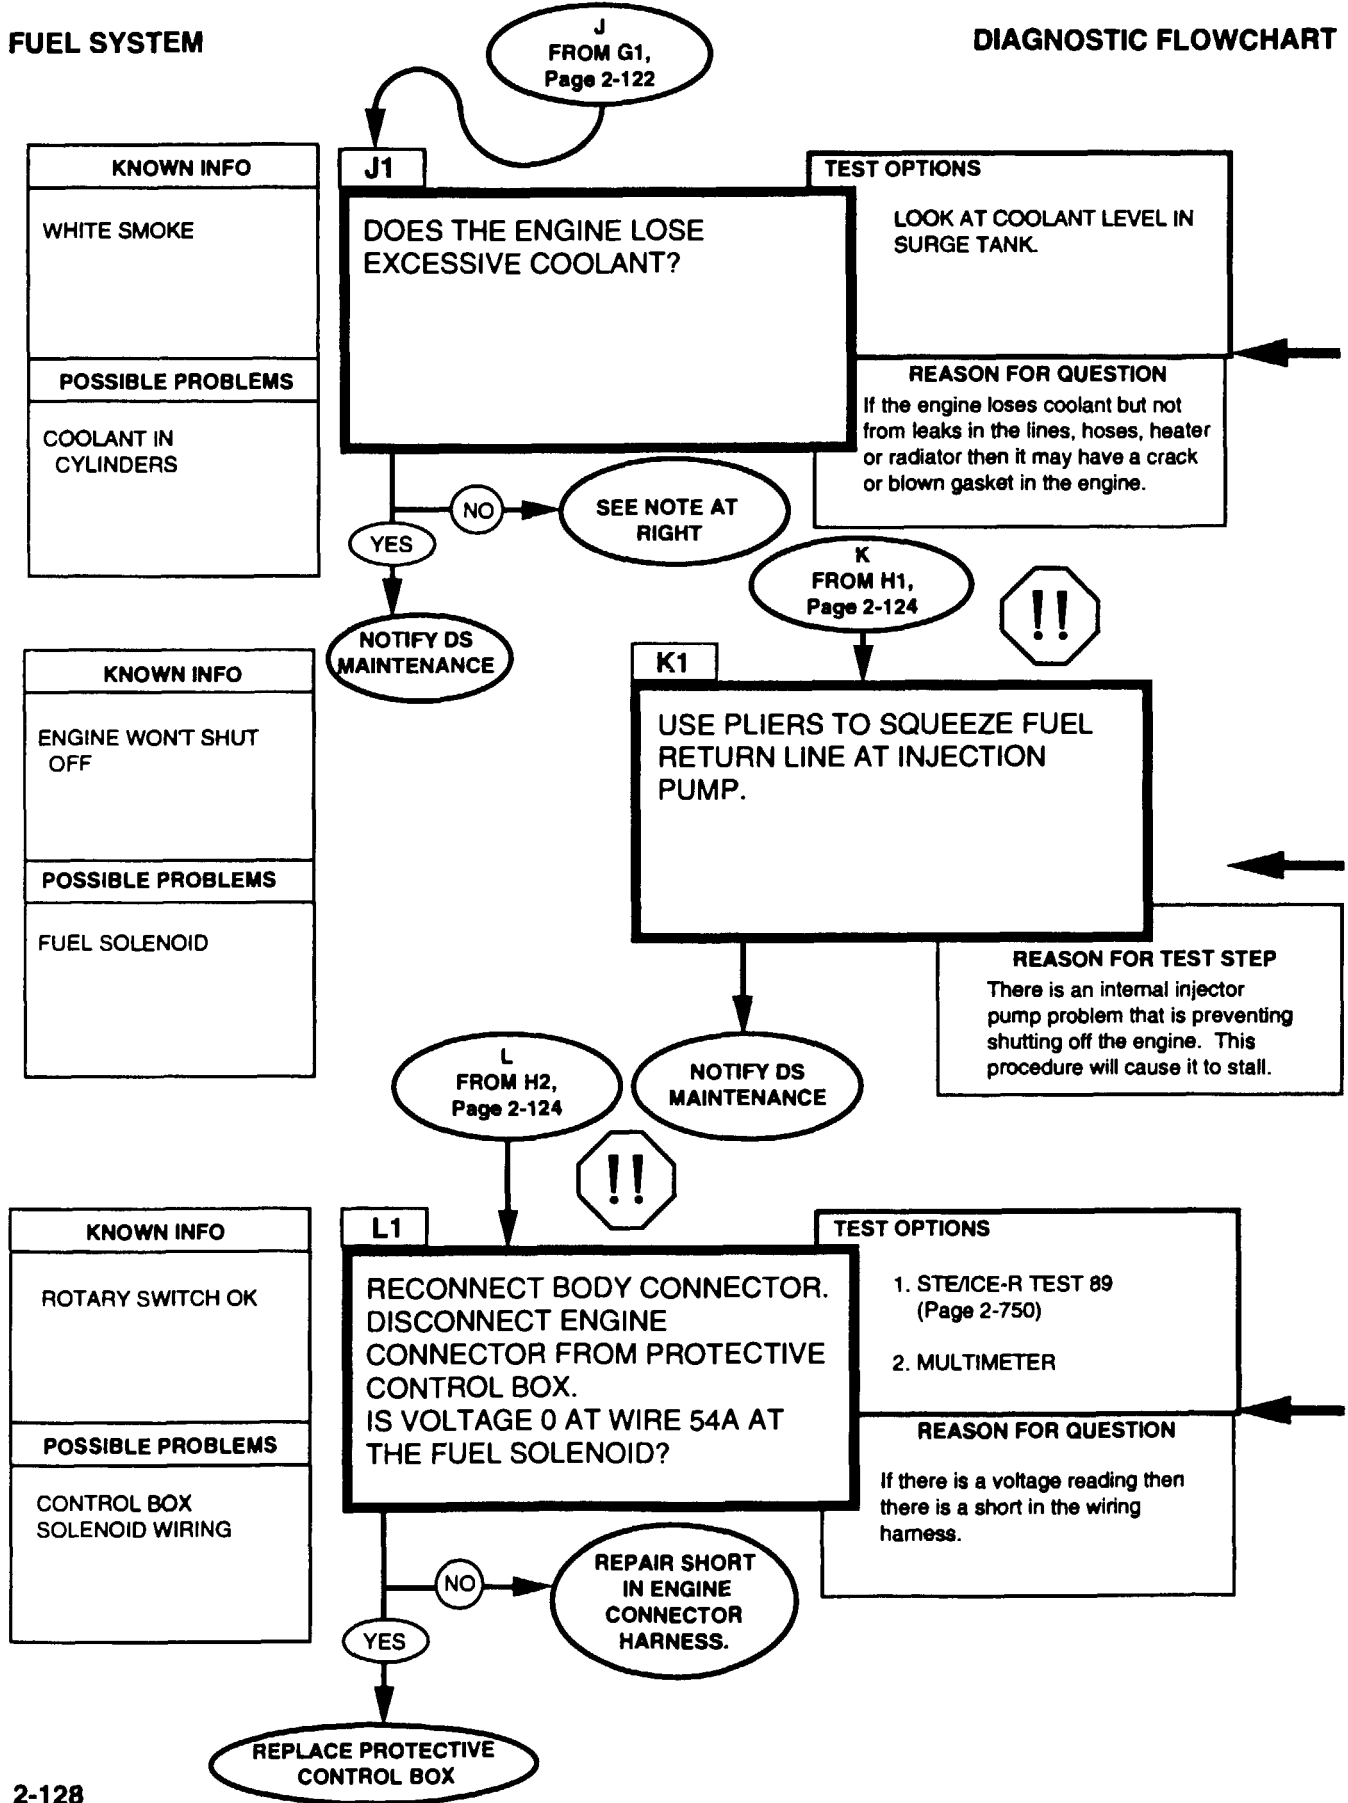 FUEL SYSTEM
DIAGNOSTIC FLOWCHART
J
FROM G1,
Page 2-122
KNOWN INFO
WHITE SMOKE
POSSIBLE PROBLEMS
COOLANT IN
CYLINDERS
J1
DOES THE ENGINE LOSE
EXCESSIVE COOLANT?
TEST OPTIONS
LOOK AT COOLANT LEVEL IN
SURGE TANK.
REASON FOR QUESTION
If the engine loses coolant but not
from leaks in the lines, hoses, heater
or radiator then it may have a crack
or blown gasket in the engine.
NO
SEE NOTE AT
RIGHT
YES
NOTIFY DS
MAINTENANCE
K
FROM H1,
Page 2-124
!!
KNOWN INFO
ENGINE WON'T SHUT
OFF
POSSIBLE PROBLEMS
FUEL SOLENOID
K1
USE PLIERS TO SQUEEZE FUEL
RETURN LINE AT INJECTION
PUMP.
REASON FOR TEST STEP
There is an internal injector
pump problem that is preventing
shutting off the engine. This
procedure will cause it to stall.
NOTIFY DS
MAINTENANCE
L
FROM H2,
Page 2-124
!!
KNOWN INFO
ROTARY SWITCH OK
POSSIBLE PROBLEMS
CONTROL BOX
SOLENOID WIRING
L1
RECONNECT BODY CONNECTOR.
DISCONNECT ENGINE
CONNECTOR FROM PROTECTIVE
CONTROL BOX.
IS VOLTAGE 0 AT WIRE 54A AT
THE FUEL SOLENOID?
TEST OPTIONS
1. STE/ICE-R TEST 89
(Page 2-750)
2. MULTIMETER
REASON FOR QUESTION
If there is a voltage reading then
there is a short in the wiring
harness.
NO
REPAIR SHORT
IN ENGINE
CONNECTOR
HARNESS.
YES
REPLACE PROTECTIVE
CONTROL BOX
2-128